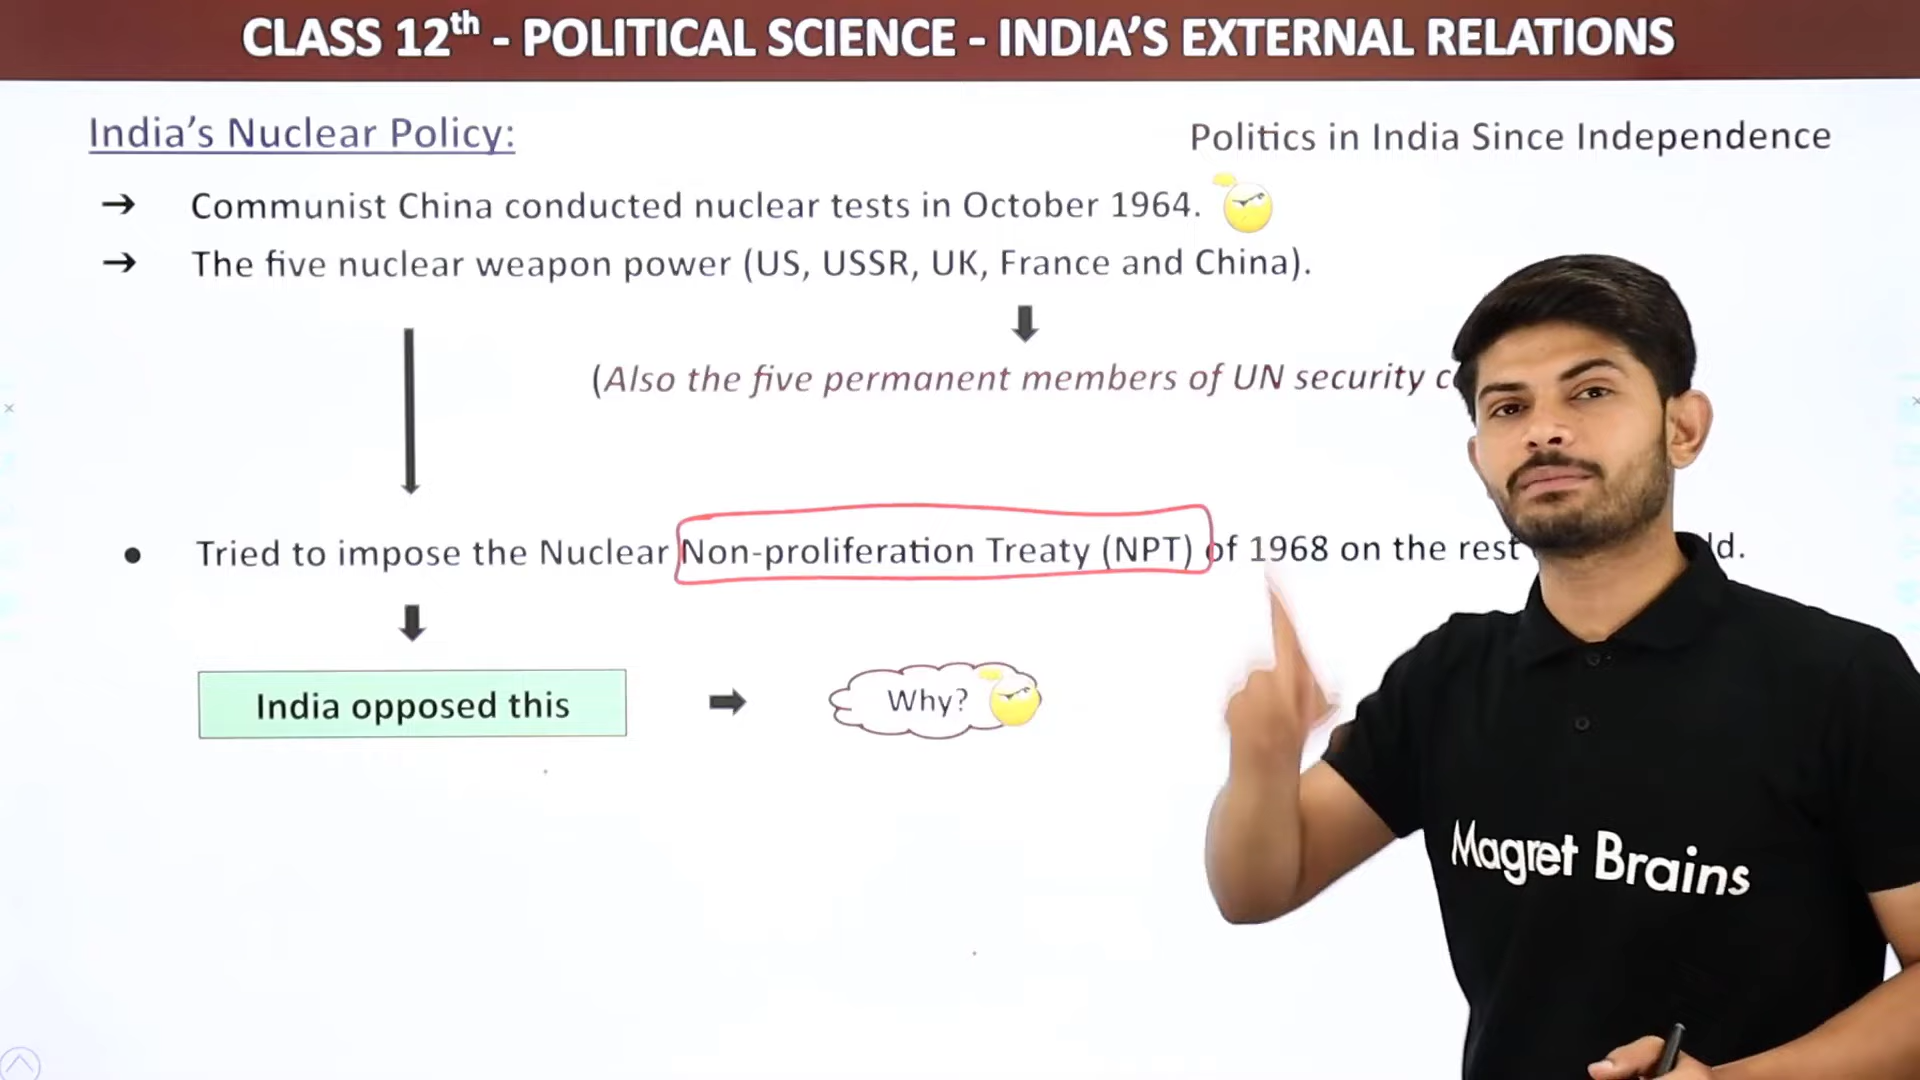 CLASS 12th - POLITICAL SCIENCE - INDIA'S EXTERNAL RELATIONS
India's Nuclear Policy:
Politics in India Since Independence
→ Communist China conducted nuclear tests in October 1964.
→ The five nuclear weapon power (US, USSR, UK, France and China).
(Also the five permanent members of UN security
• Tried to impose the Nuclear Non-proliferation Treaty (NPT) of 1968 on the rest
India opposed this
Why?
Magnet Brains